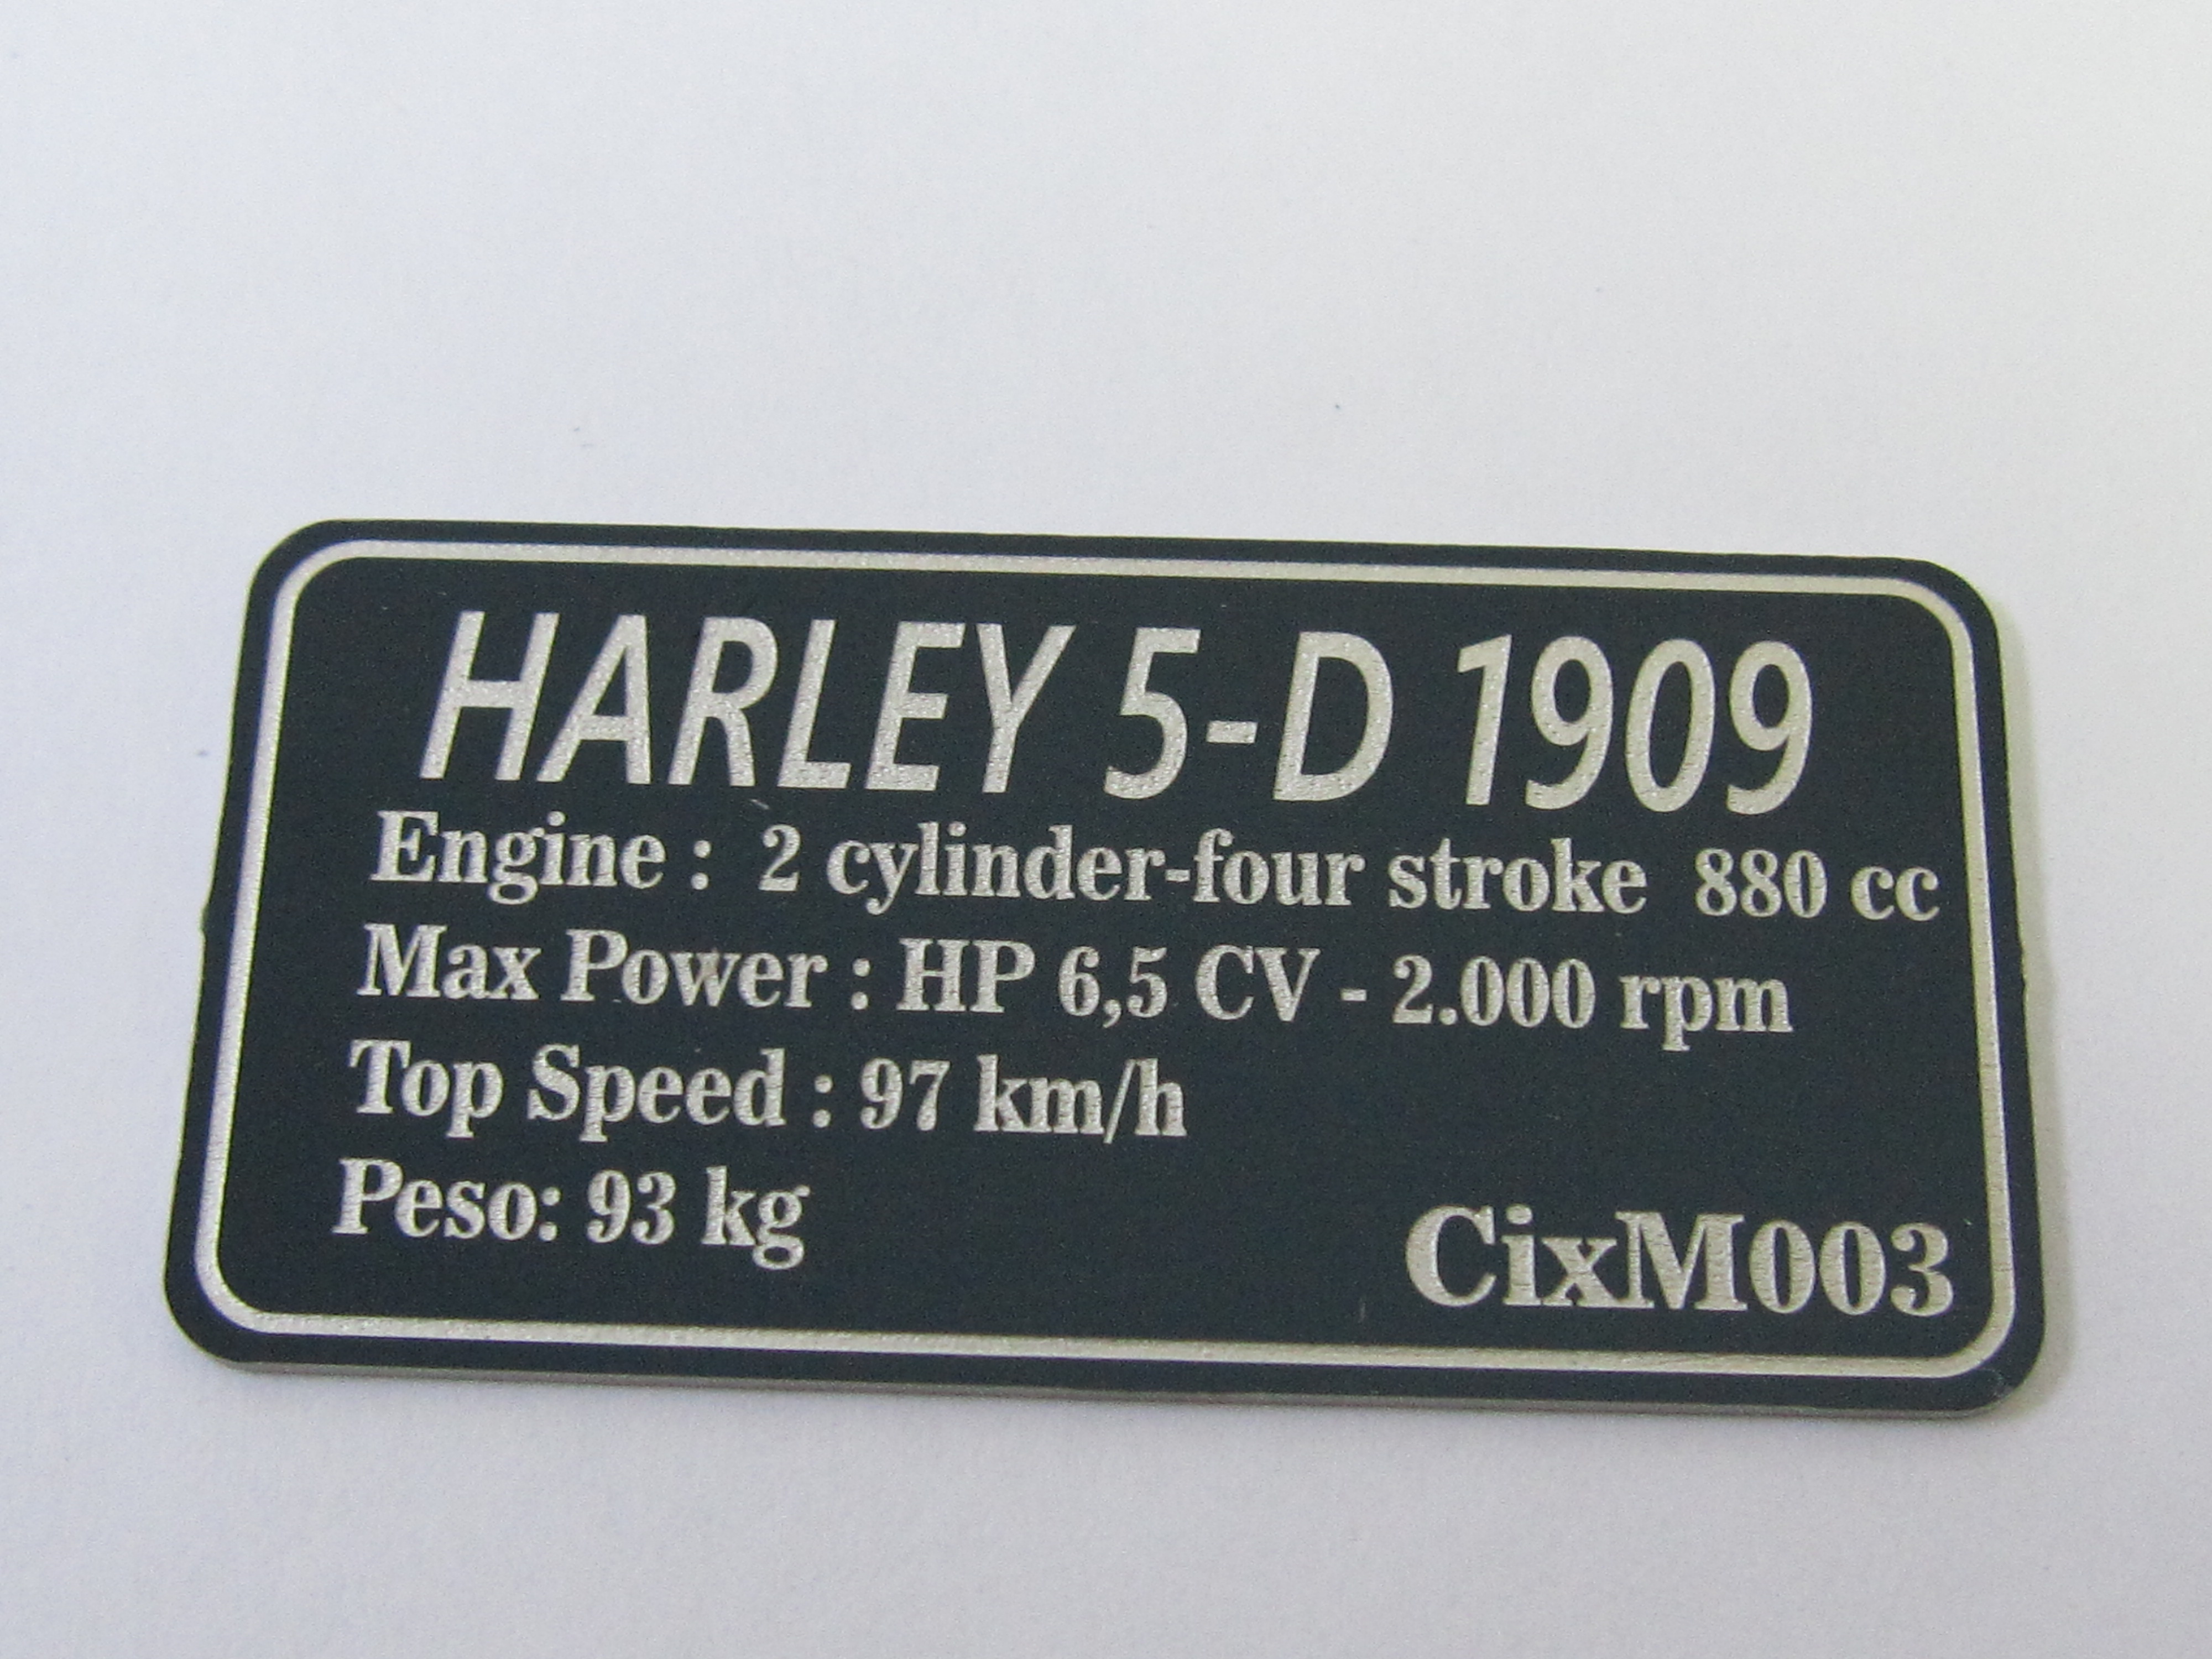 HARLEY 5-D 1909
Engine : 2 cylinder-four stroke 880 cc
Max Power : HP 6,5 CV - 2.000 rpm
Top Speed : 97 km/h
Peso: 93 kg
CixM003